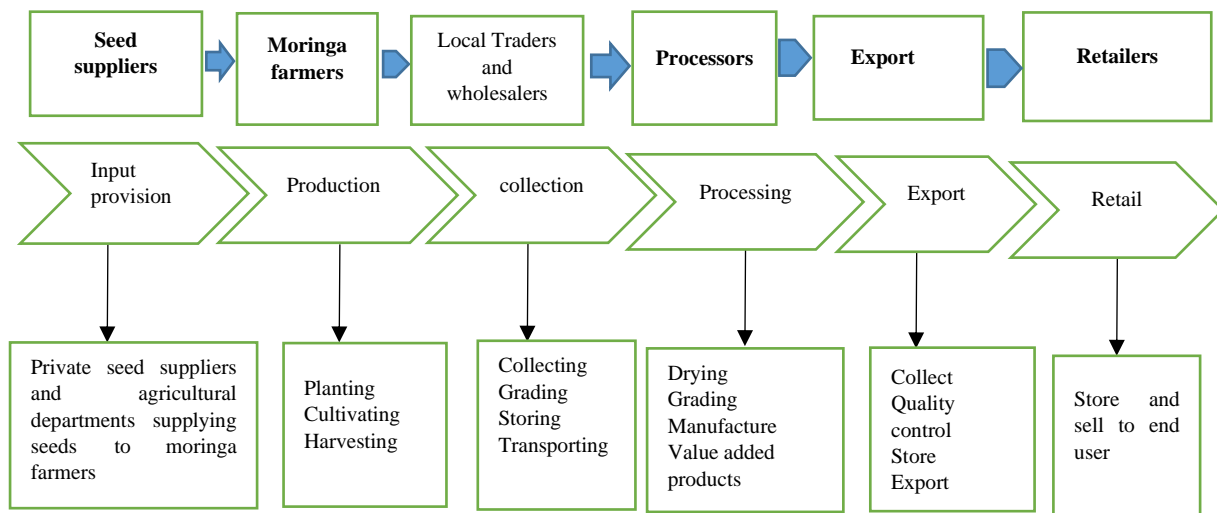 Seed
suppliers
Moringa
farmers
Local Traders
and
wholesalers
Processors
Export
Retailers
Input
provision
Production
collection
Processing
Export
Retail
Private seed suppliers
and agricultural
departments supplying
seeds to moringa
farmers
Planting
Cultivating
Harvesting
Collecting
Grading
Storing
Transporting
Drying
Grading
Manufacture
Value added
products
Collect
Quality
control
Store
Export
Store and
sell to end
user